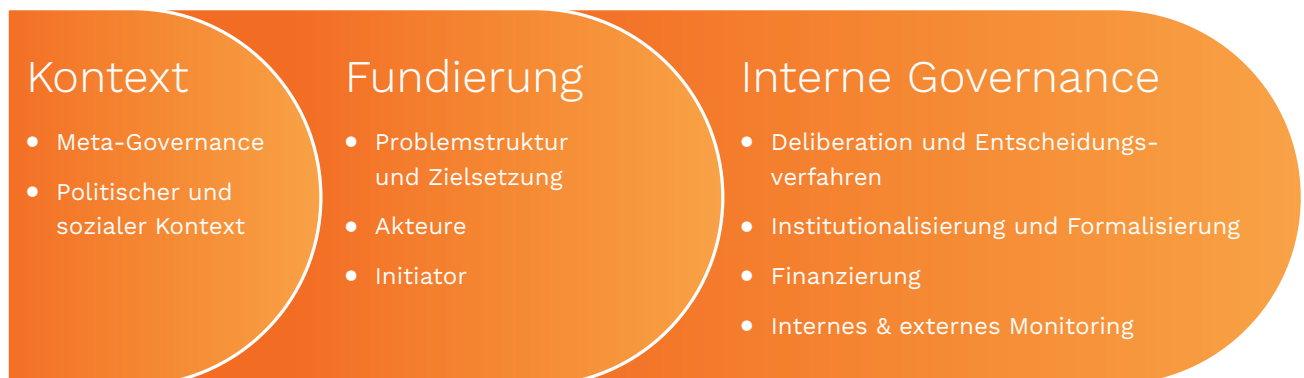 Kontext
• Meta-Governance
• Politischer und
sozialer Kontext
Fundierung
• Problemstruktur
und Zielsetzung
• Akteure
• Initiator
Interne Governance
• Deliberation und Entscheidungs-
verfahren
• Institutionalisierung und Formalisierung
• Finanzierung
• Internes & externes Monitoring